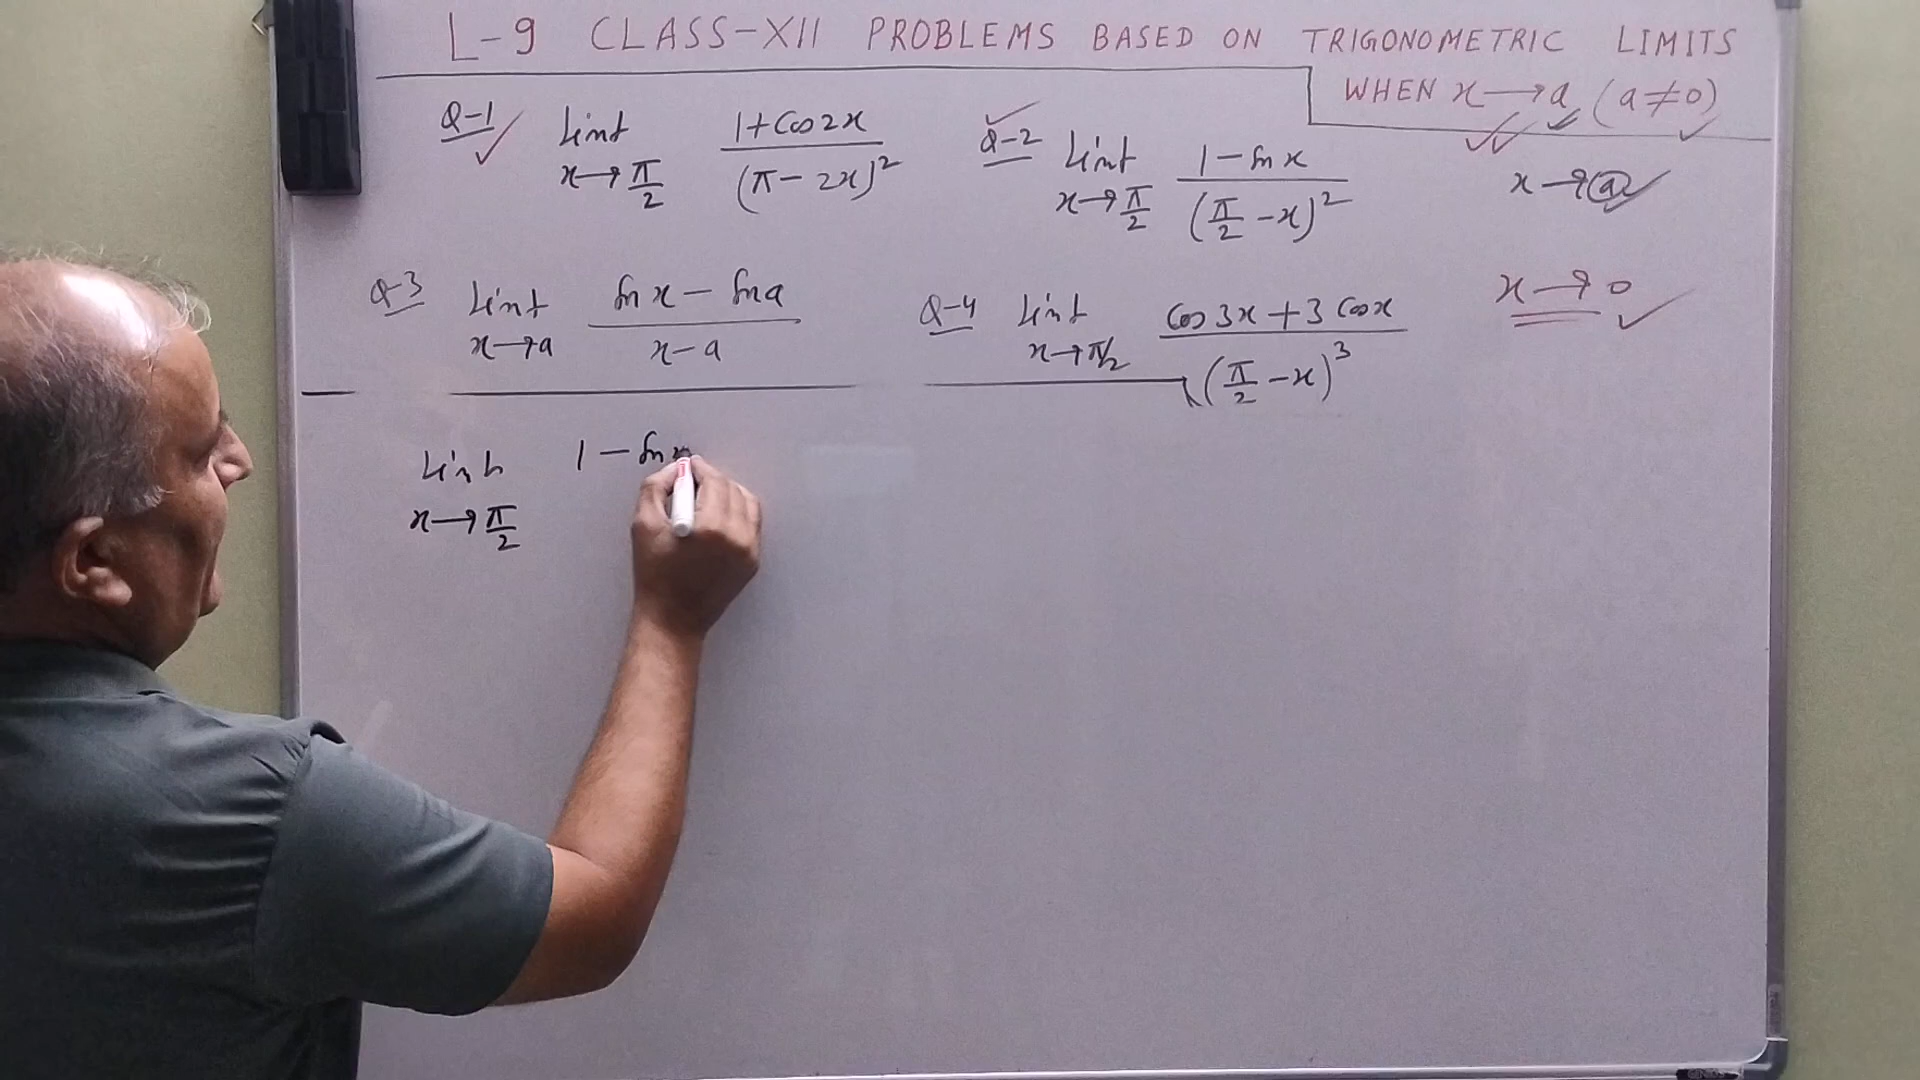 L-9 CLASS-XII PROBLEMS BASED ON TRIGONOMETRIC LIMITS
WHEN x→a (a≠0)
Q-1 Limt x→π/2 (1+Cos2x)/(π-2x)²
Q-2 Limt x→π/2 (1-Sinx)/(π/2-x)²
x→a
Q-3 Limt x→a (Sinx-Sina)/(x-a)
Q-4 Limt x→π/2 (Cos3x+3Cosx)/(π/2-x)³
x→0
Limt x→π/2 1-Sinx